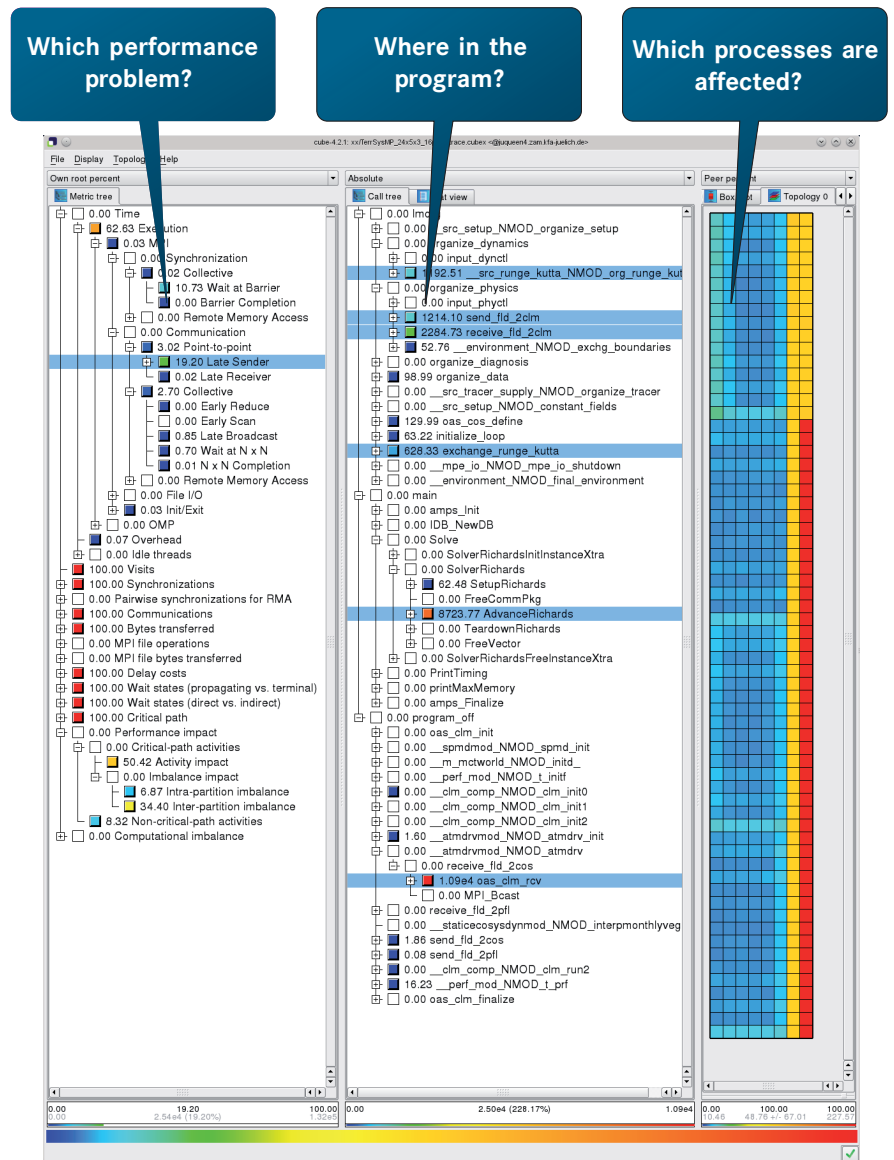 Which performance
problem?
Where in the
program?
Which processes are
affected?
cube-4.2.1: xx/TerrSysMP_24x5x3_16 race.cubex <@juqueen4.zam.kfa-juelich.de>
File Display Topolo Help
Own root percent
Absolute
Peer pe ent
Metric tree
Call tree
at view
Box ot
Topology 0
0.00 Time
62.63 Exe tion
0.03 M I
0.00 Synchronization
0.02 Collective
10.73 Wait at Barrier
0.00 Barrier Completion
0.00 Remote Memory Access
0.00 Communication
3.02 Point-to-point
19.20 Late Sender
0.02 Late Receiver
2.70 Collective
0.00 Early Reduce
0.00 Early Scan
0.85 Late Broadcast
0.70 Wait at N x N
0.01 N x N Completion
0.00 Remote Memory Access
0.00 File I/O
0.03 Init/Exit
0.00 OMP
0.07 Overhead
0.00 Idle threads
100.00 Visits
100.00 Synchronizations
0.00 Pairwise synchronizations for RMA
100.00 Communications
100.00 Bytes transferred
0.00 MPI file operations
0.00 MPI file bytes transferred
100.00 Delay costs
100.00 Wait states (propagating vs. terminal)
100.00 Wait states (direct vs. indirect)
100.00 Critical path
0.00 Performance impact
0.00 Critical-path activities
50.42 Activity impact
0.00 Imbalance impact
6.87 Intra-partition imbalance
34.40 Inter-partition imbalance
8.32 Non-critical-path activities
0.00 Computational imbalance
0.00 lmo
0.00 _src_setup_NMOD_organize_setup
0.00 organize_dynamics
0.00 input_dynctl
1192.51 __src_runge_kutta_NMOD_org_runge_kut
0.00 organize_physics
0.00 input_phyctl
1214.10 send_fld_2clm
2284.73 receive_fld_2clm
52.76 __environment_NMOD_exchg_boundaries
0.00 organize_diagnosis
98.99 organize_data
0.00 __src_tracer_supply_NMOD_organize_tracer
0.00 __src_setup_NMOD_constant_fields
129.99 oas_cos_define
63.22 initialize_loop
628.33 exchange_runge_kutta
0.00 __mpe_io_NMOD_mpe_io_shutdown
0.00 __environment_NMOD_final_environment
0.00 main
0.00 amps_Init
0.00 IDB_NewDB
0.00 Solve
0.00 SolverRichardsInitInstanceXtra
0.00 SolverRichards
62.48 SetupRichards
0.00 FreeCommPkg
8723.77 AdvanceRichards
0.00 TeardownRichards
0.00 FreeVector
0.00 SolverRichardsFreeInstanceXtra
0.00 PrintTiming
0.00 printMaxMemory
0.00 amps_Finalize
0.00 program_off
0.00 oas_clm_init
0.00 __spmdmod_NMOD_spmd_init
0.00 __m_mctworld_NMOD_initd_
0.00 __perf_mod_NMOD_t_initf
0.00 __clm_comp_NMOD_clm_init0
0.00 __clm_comp_NMOD_clm_init1
0.00 __clm_comp_NMOD_clm_init2
1.60 __atmdrvmod_NMOD_atmdrv_init
0.00 __atmdrvmod_NMOD_atmdrv
0.00 receive_fld_2cos
1.09e4 oas_clm_rcv
0.00 MPI_Bcast
0.00 receive_fld_2pfl
0.00 __staticecosysdynmod_NMOD_interpmonthlyveg
1.86 send_fld_2cos
0.08 send_fld_2pfl
0.00 __clm_comp_NMOD_clm_run2
16.23 __perf_mod_NMOD_t_prf
0.00 oas_clm_finalize
0.00 19.20 100.00
0.00 2.54e4 (19.20%) 1.32e5
0.00 2.50e4 (228.17%) 1.09e4
0.00 100.00 100.00
10.46 48.76 +/- 67.01 227.57